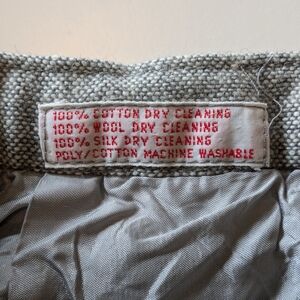 100% COTTON DRY CLEANING
100% WOOL DRY CLEANING
100% SILK DRY CLEANING
POLY/COTTON MACHINE WASHABLE